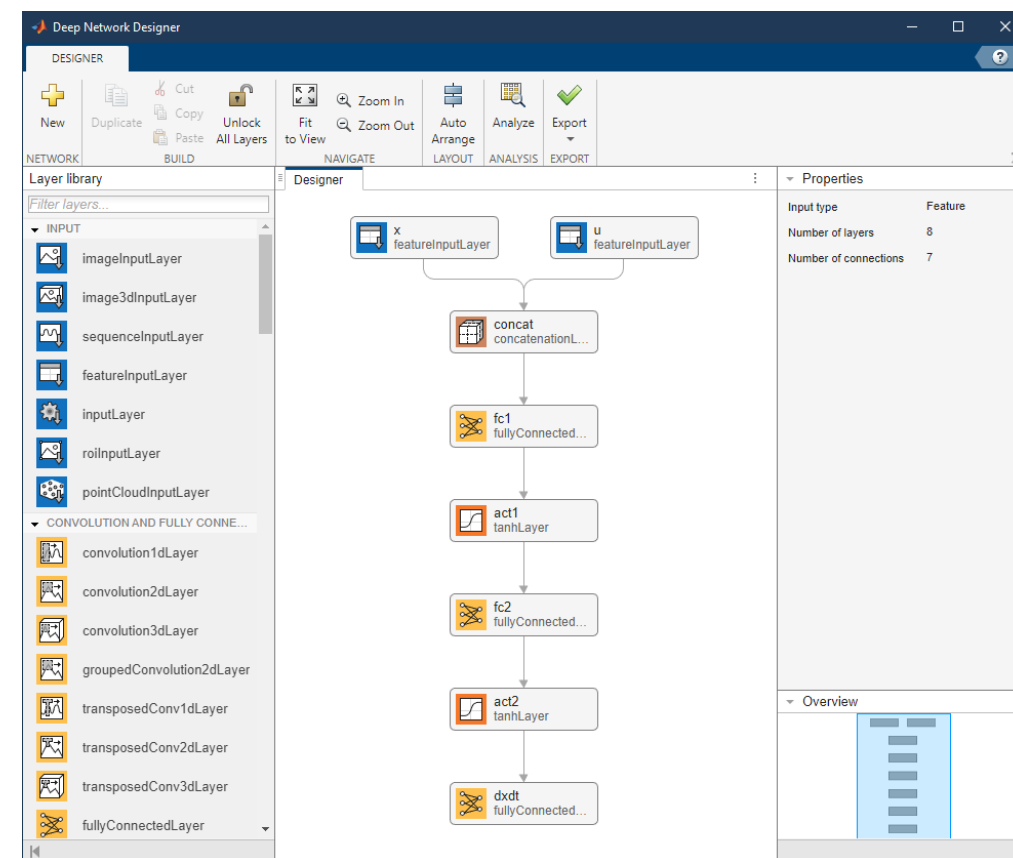 Deep Network Designer
DESIGNER
?
New
Duplicate
Cut
Copy
Paste
Unlock
All Layers
Fit
to View
Zoom In
Zoom Out
Auto
Arrange
Analyze
Export
NETWORK
BUILD
NAVIGATE
LAYOUT
ANALYSIS
EXPORT
Layer library
Filter layers...
INPUT
imageInputLayer
image3dInputLayer
sequenceInputLayer
featureInputLayer
inputLayer
roiInputLayer
pointCloudInputLayer
CONVOLUTION AND FULLY CONNE...
convolution1dLayer
convolution2dLayer
convolution3dLayer
groupedConvolution2dLayer
transposedConv1dLayer
transposedConv2dLayer
transposedConv3dLayer
fullyConnectedLayer
Designer
x
featureInputLayer
u
featureInputLayer
concat
concatenationL...
fc1
fullyConnected...
act1
tanhLayer
fc2
fullyConnected...
act2
tanhLayer
dxdt
fullyConnected...
Properties
Input type Feature
Number of layers 8
Number of connections 7
Overview